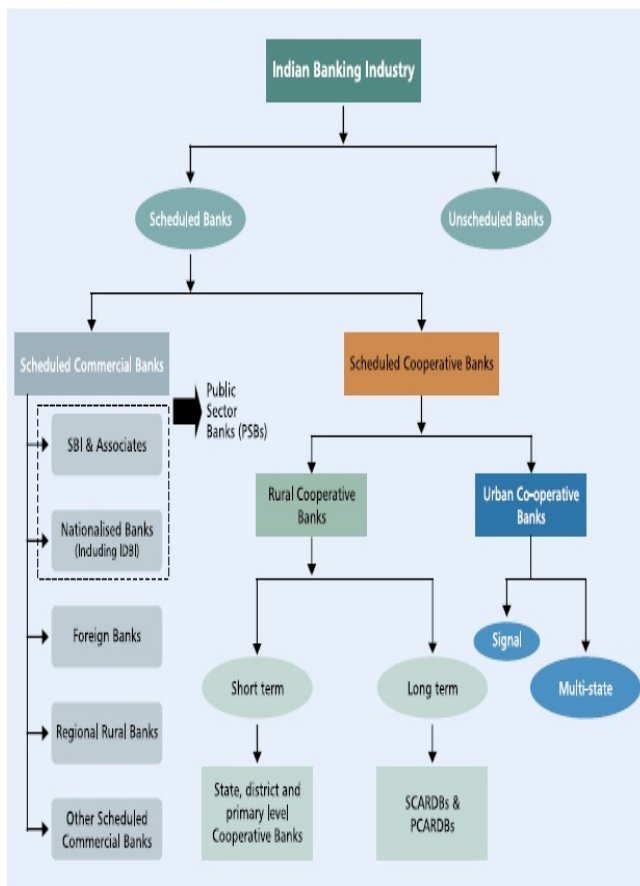 Indian Banking Industry
Scheduled Banks
Unscheduled Banks
Scheduled Commercial Banks
Scheduled Cooperative Banks
Public
Sector
Banks (PSBs)
SBI & Associates
Nationalised Banks
(Including IDBI)
Foreign Banks
Regional Rural Banks
Other Scheduled
Commercial Banks
Rural Cooperative
Banks
Urban Co-operative
Banks
Signal
Multi-state
Short term
Long term
State, district and
primary level
Cooperative Banks
SCARDBs &
PCARDBs